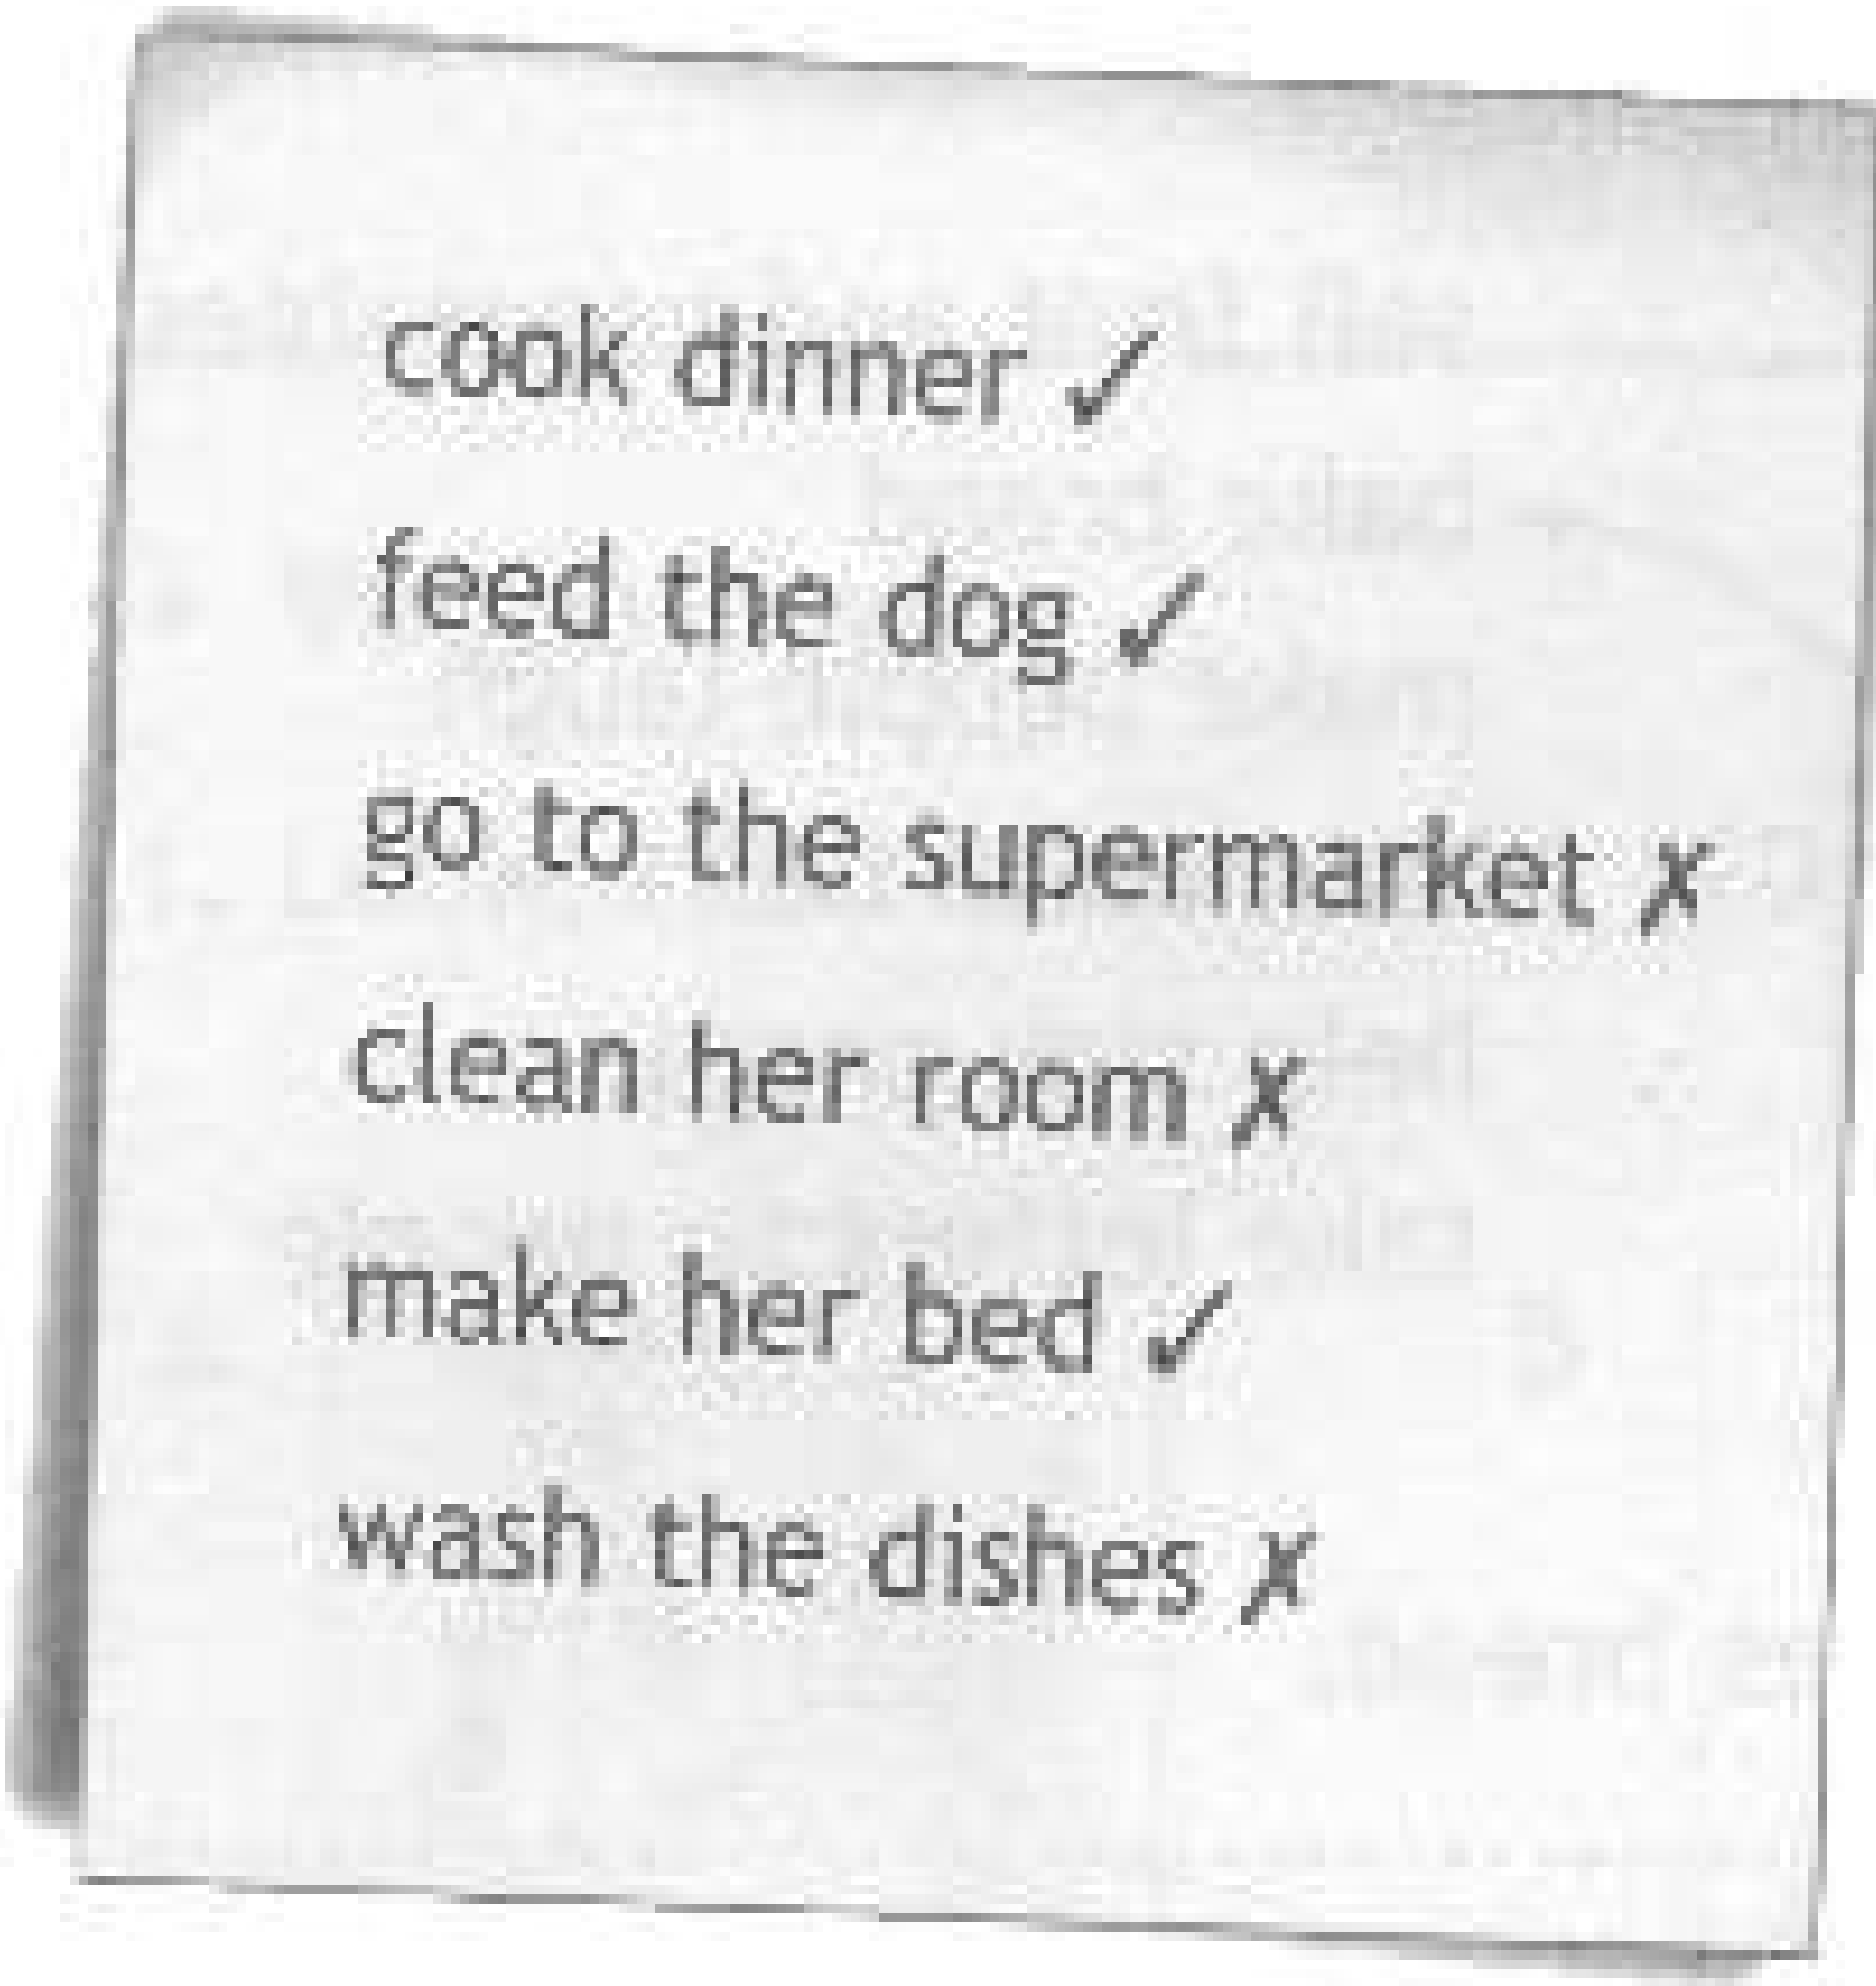 cook dinner ✓
feed the dog ✓
go to the supermarket ✗
clean her room ✗
make her bed ✓
wash the dishes ✗